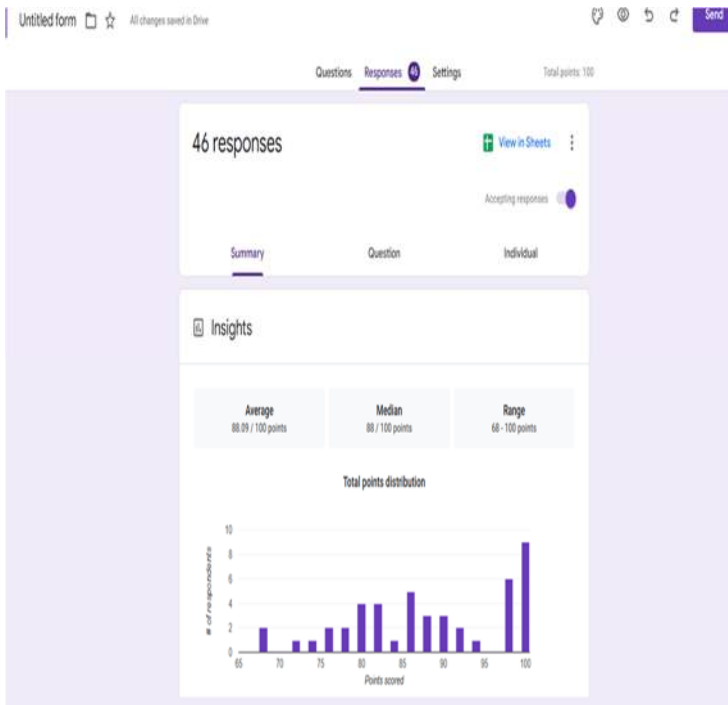 Untitled form All changes saved in Drive Send
Questions Responses 46 Settings Total points: 100
46 responses View in Sheets
Accepting responses
Summary Question Individual
Insights
Average Median Range
88.09 / 100 points 88 / 100 points 68 - 100 points
Total points distribution
# of respondents
10
8
6
4
2
0
65 70 75 80 85 90 95 100
Points scored